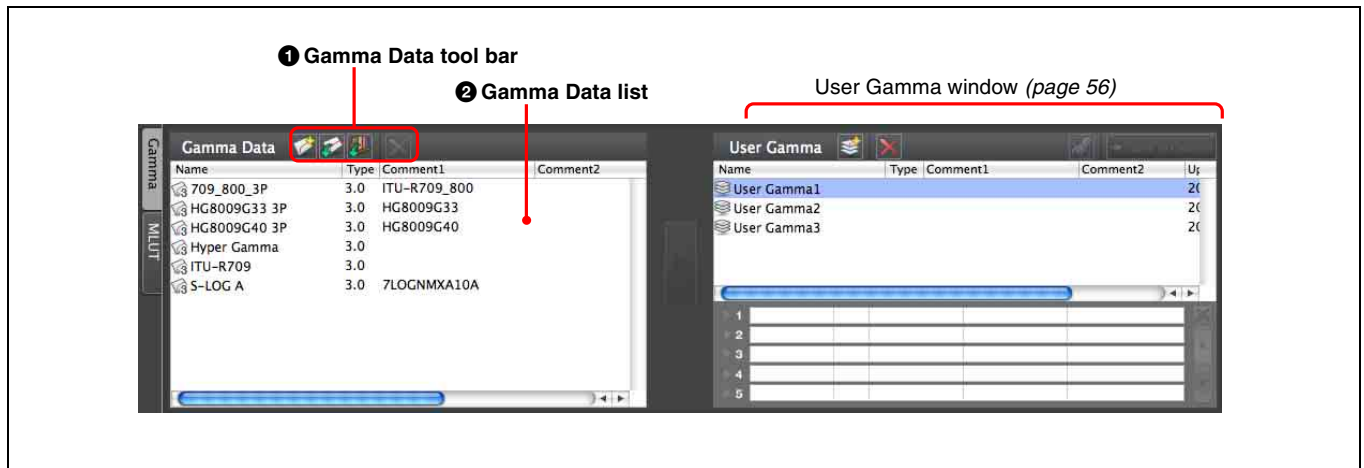 ❶ Gamma Data tool bar
❷ Gamma Data list
User Gamma window (page 56)
Gamma
MLUT
Gamma Data
Name Type Comment1 Comment2
709_800_3P 3.0 ITU-R709_800
HG8009G33 3P 3.0 HG8009G33
HG8009G40 3P 3.0 HG8009G40
Hyper Gamma 3.0
ITU-R709 3.0
S-LOG A 3.0 7LOGNMXA10A
User Gamma
Name Type Comment1 Comment2
User Gamma1 20
User Gamma2 20
User Gamma3 20
1
2
3
4
5